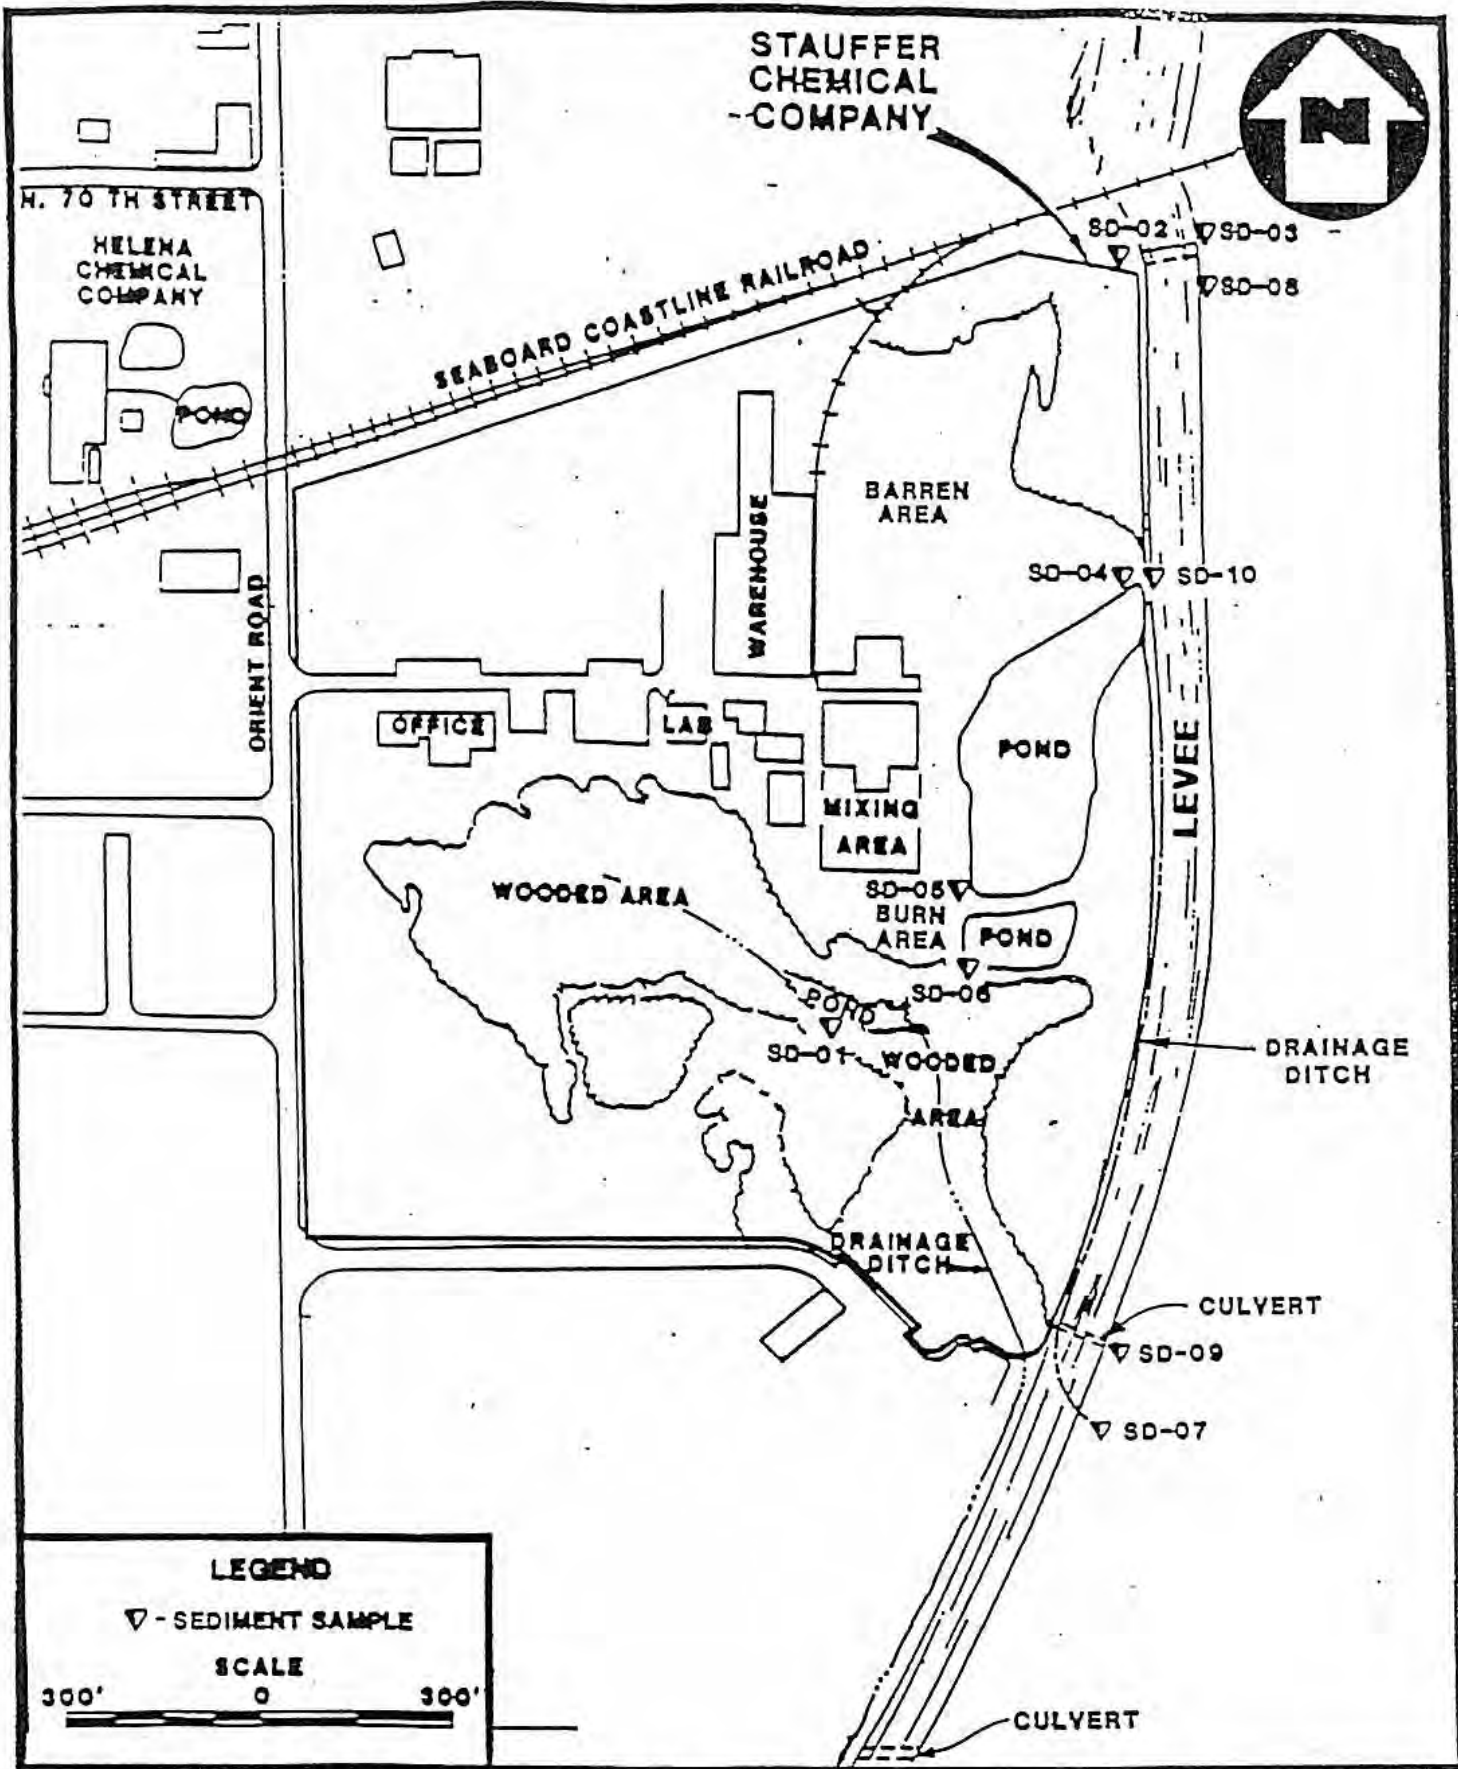 STAUFFER
CHEMICAL
COMPANY
N
N. 70 TH STREET
HELENA
CHEMICAL
COMPANY
POND
SEABOARD COASTLINE RAILROAD
SD-02
SD-03
SD-08
BARREN
AREA
WAREHOUSE
SD-04
SD-10
ORIENT ROAD
OFFICE
LAB
POND
LEVEE
MIXING
AREA
SD-05
WOODED AREA
BURN
AREA
POND
SD-06
POND
SD-01
WOODED
AREA
DRAINAGE
DITCH
DRAINAGE
DITCH
CULVERT
SD-09
SD-07
LEGEND
- SEDIMENT SAMPLE
SCALE
300' 0 300'
CULVERT